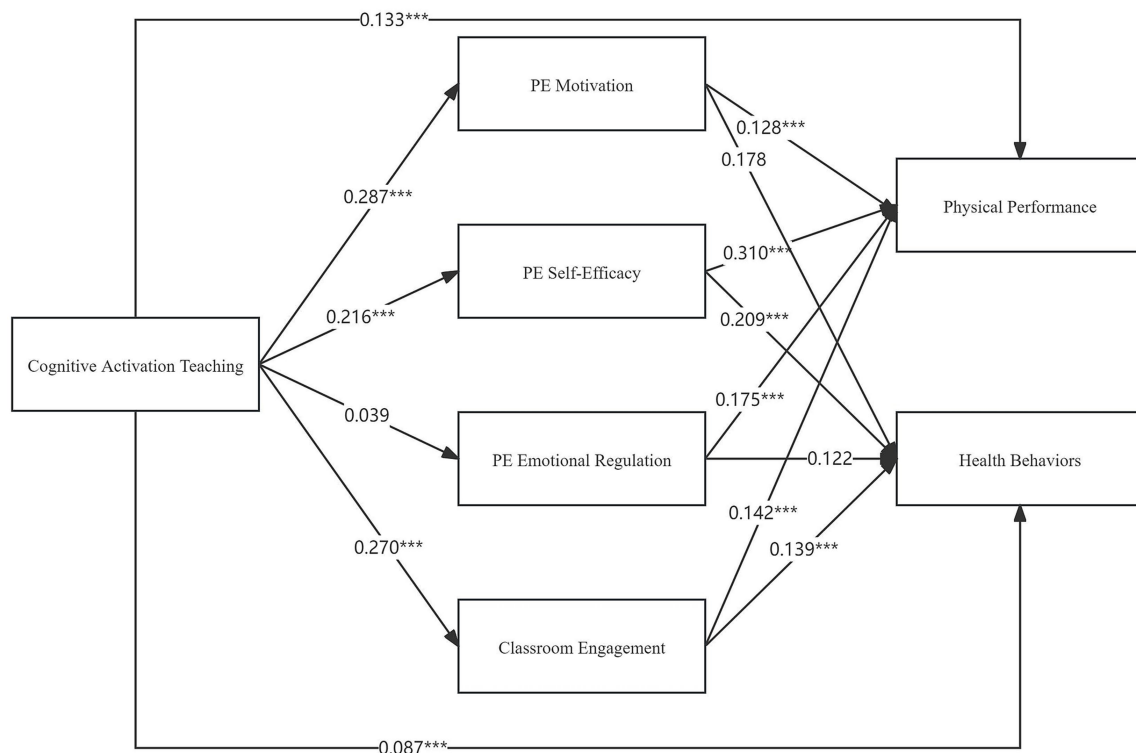 0.133***
PE Motivation
0.128***
0.178
0.287***
Physical Performance
PE Self-Efficacy
0.310***
0.216***
0.209***
Cognitive Activation Teaching
0.039
0.175***
PE Emotional Regulation
0.122
Health Behaviors
0.142***
0.270***
0.139***
Classroom Engagement
0.087***